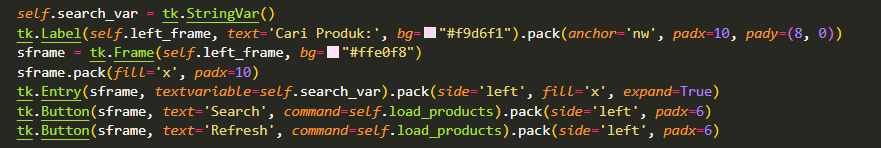 self.search_var = tk.StringVar()
tk.Label(self.left_frame, text='Cari Produk:', bg="#f9d6f1").pack(anchor='nw', padx=10, pady=(8, 0))
sframe = tk.Frame(self.left_frame, bg="#ffe0f8")
sframe.pack(fill='x', padx=10)
tk.Entry(sframe, textvariable=self.search_var).pack(side='left', fill='x', expand=True)
tk.Button(sframe, text='Search', command=self.load_products).pack(side='left', padx=6)
tk.Button(sframe, text='Refresh', command=self.load_products).pack(side='left', padx=6)